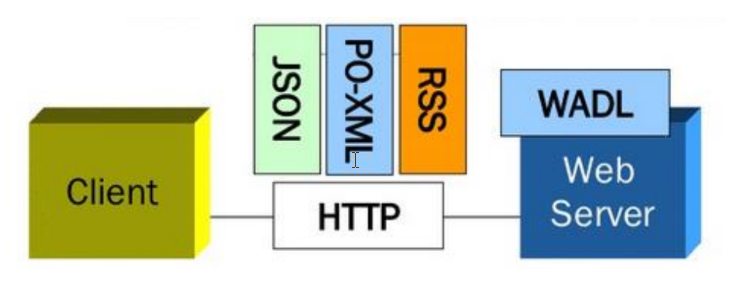 JSON
PO-XML
RSS
WADL
Client
Web
Server
HTTP